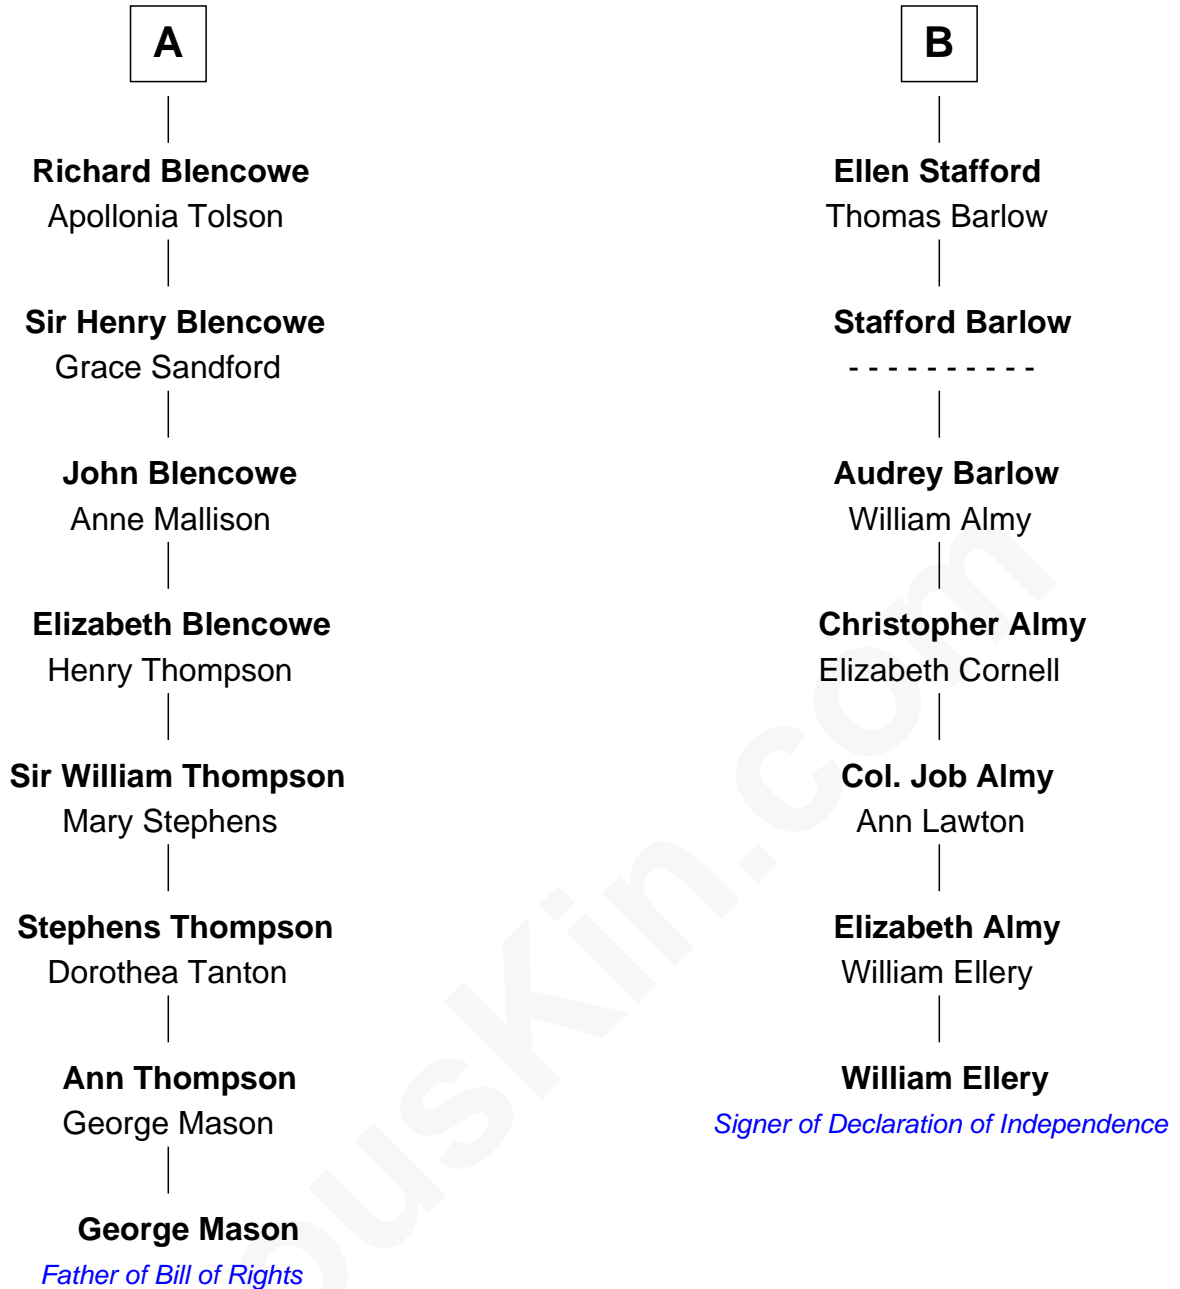 A
Richard Blencowe
Apollonia Tolson
Sir Henry Blencowe
Grace Sandford
John Blencowe
Anne Mallison
Elizabeth Blencowe
Henry Thompson
Sir William Thompson
Mary Stephens
Stephens Thompson
Dorothea Tanton
Ann Thompson
George Mason
George Mason
Father of Bill of Rights
B
Ellen Stafford
Thomas Barlow
Stafford Barlow
- - - - - - - - - -
Audrey Barlow
William Almy
Christopher Almy
Elizabeth Cornell
Col. Job Almy
Ann Lawton
Elizabeth Almy
William Ellery
William Ellery
Signer of Declaration of Independence
ousKin.com